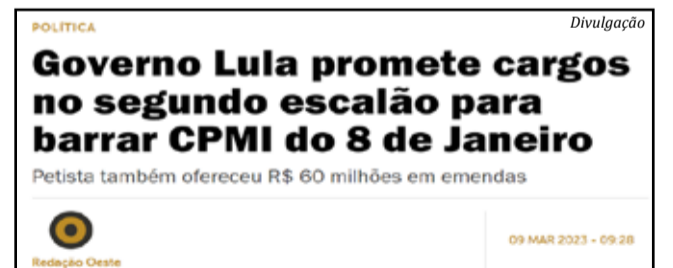 POLÍTICA
Divulgação
Governo Lula promete cargos
no segundo escalão para
barrar CPMI do 8 de Janeiro
Petista também ofereceu R$ 60 milhões em emendas
09 MAR 2023 - 09:28
Redação Oeste